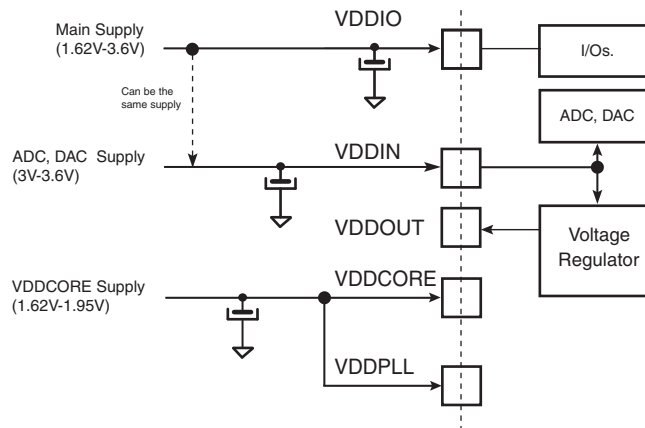 Main Supply
(1.62V-3.6V)
VDDIO
I/Os.
Can be the
same supply
ADC, DAC
ADC, DAC Supply
(3V-3.6V)
VDDIN
VDDOUT
Voltage
Regulator
VDDCORE Supply
(1.62V-1.95V)
VDDCORE
VDDPLL